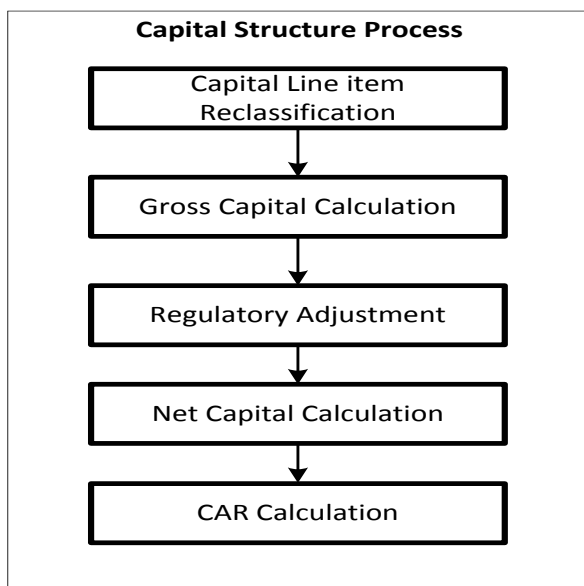 Capital Structure Process
Capital Line item
Reclassification
Gross Capital Calculation
Regulatory Adjustment
Net Capital Calculation
CAR Calculation